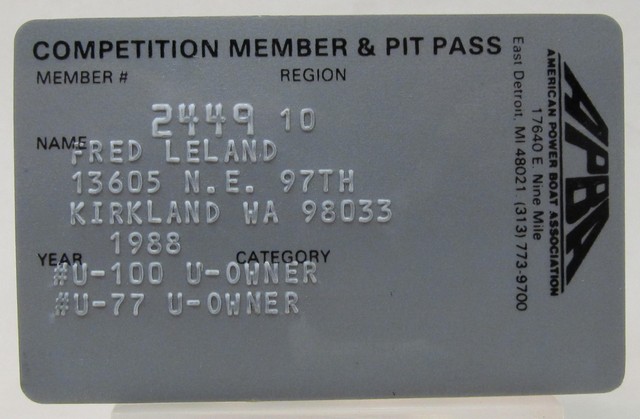 COMPETITION MEMBER & PIT PASS
MEMBER # REGION
2449 10
NAME
FRED LELAND
13605 N.E. 97TH
KIRKLAND WA 98033
1988
YEAR CATEGORY
#U-100 U-OWNER
#U-77 U-OWNER
APBA
AMERICAN POWER BOAT ASSOCIATION
17640 E. Nine Mile
East Detroit, MI 48021 (313) 773-9700